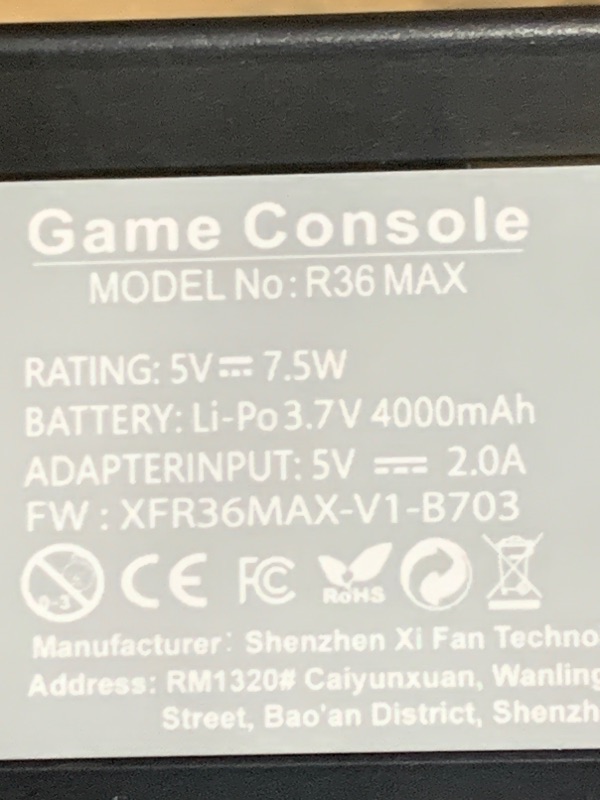 Game Console
MODEL No: R36 MAX
RATING: 5V⎓ 7.5W
BATTERY: Li-Po 3.7V 4000mAh
ADAPTERINPUT: 5V ⎓ 2.0A
FW : XFR36MAX-V1-B703
0-3 CE FC RoHS
Manufacturer: Shenzhen Xi Fan Techno
Address: RM1320# Caiyunxuan, Wanling
Street, Bao'an District, Shenzh